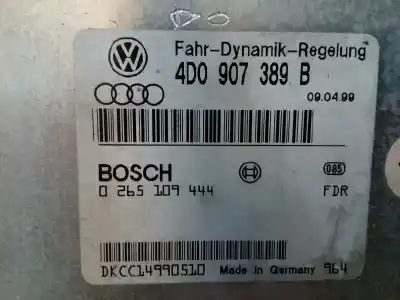 Fahr-Dynamik-Regelung
4D0 907 389 B
09.04.99
BOSCH
085
0 265 109 444
FDR
DKCC14990510 Made in Germany 964